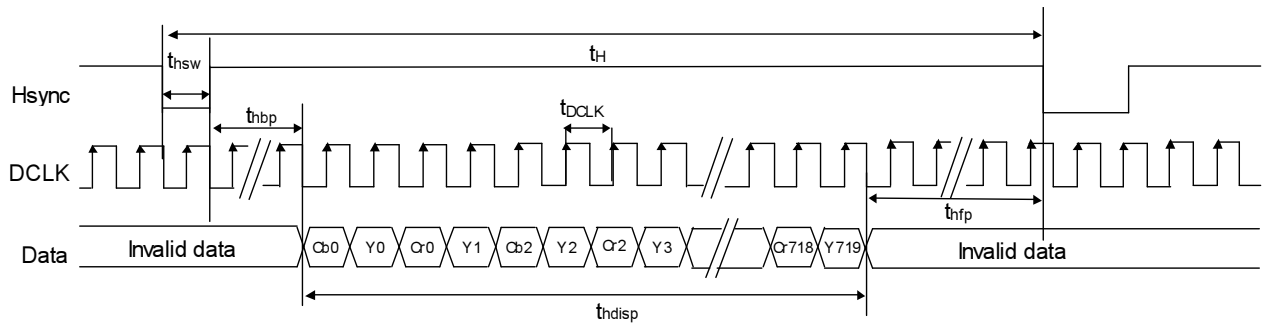 tH
thsw
Hsync
thbp
tDCLK
DCLK
thfp
Data Invalid data Cb0 Y0 Cr0 Y1 Cb2 Y2 Cr2 Y3 Cr718 Y719 Invalid data
thdisp